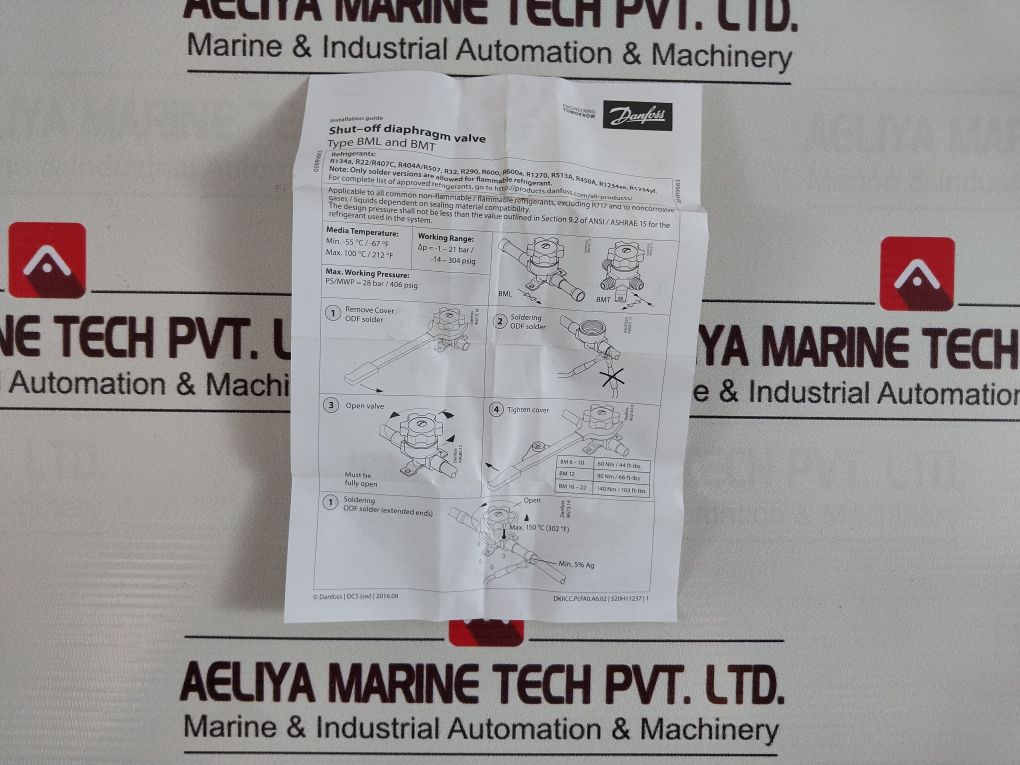 AELIYA MARINE TECH PVT. LTD.
Marine & Industrial Automation & Machinery
ENGINEERING
TOMORROW
Danfoss
Installation guide
Shut-off diaphragm valve
Type BML and BMT
Refrigerants:
R134a, R22/R407C, R404A/R507, R32, R290, R600, R600a, R1270, R513A, R450A, R1234ze, R1234yf.
Note: Only solder versions are allowed for flammable refrigerant.
For complete list of approved refrigerants, go to http://products.danfoss.com/all-products/
Applicable to all common non-flammable / flammable refrigerants, excluding R717 and to noncorrosive
gases / liquids dependent on sealing material compatibility.
The design pressure shall not be less than the value outlined in Section 9.2 of ANSI / ASHRAE 15 for the
refrigerant used in the system.
Media Temperature:
Min. -55 °C / -67 °F
Max. 100 °C / 212 °F
Working Range:
Δp = -1 – 21 bar /
-14 – 304 psig
Max. Working Pressure:
PS/MWP = 28 bar / 406 psig
BML
BMT
1 Remove Cover
ODF solder
2 Soldering
ODF solder
3 Open valve
Must be
fully open
4 Tighten cover
BM 6 – 10 60 Nm / 44 ft-lbs
BM 12 90 Nm / 66 ft-lbs
BM 16 – 22 140 Nm / 103 ft-lbs
1 Soldering
ODF solder (extended ends)
Open
Danfoss
Max. 150 °C (302 °F)
Min. 5% Ag
© Danfoss | DCS (sw) | 2016.09
DKRCC.PI.FA0.A6.02 | 520H11237 | 1
NE TECH PVT. L
Automation & Machi
YA MARINE TECH
e & Industrial Automation
AELIYA MARINE TECH PVT. LTD.
Marine & Industrial Automation & Machinery